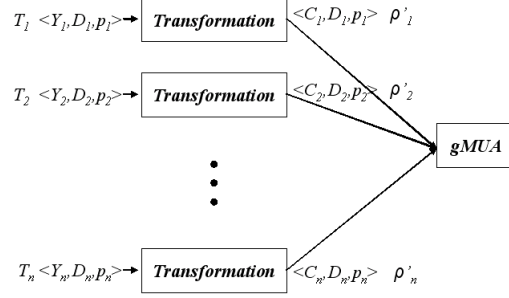 T1 <Y1,D1,p1> Transformation <C1,D1,p1> ρ'1
T2 <Y2,D2,p2> Transformation <C2,D2,p2> ρ'2
gMUA
Tn <Yn,Dn,pn> Transformation <Cn,Dn,pn> ρ'n